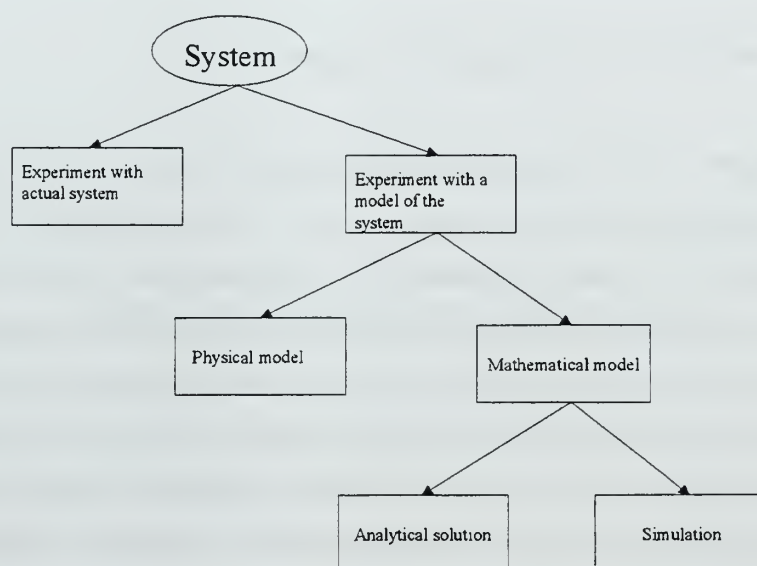 System
Experiment with
actual system
Experiment with a
model of the
system
Physical model
Mathematical model
Analytical solution
Simulation